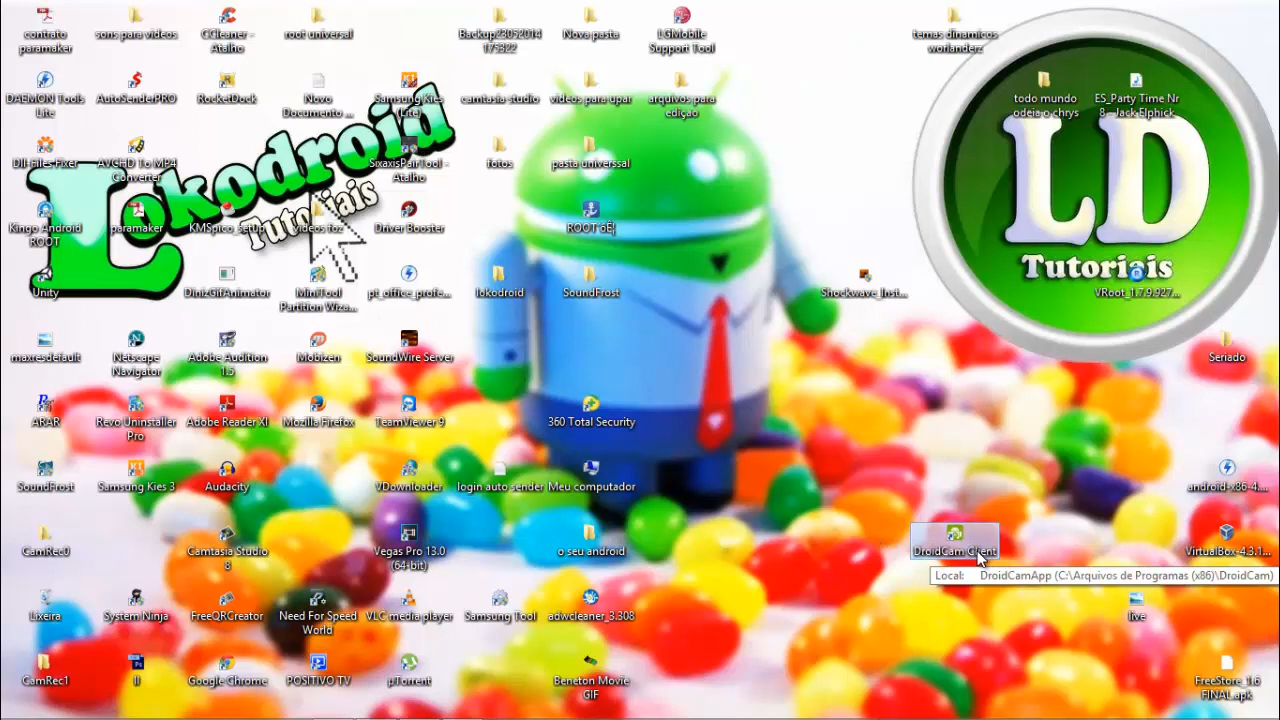 contrato
paramaker
sons para videos
CCleaner -
Atalho
root universal
Backup23052014
175322
Nova pasta
LGMobile
Support Tool
temas dinamicos
worlanderz
DAEMON Tools
Lite
AutoSenderPRO
RocketDock
Novo
Documento ...
Samsung Kies
(Lite)
camtasia studio
videos para upar
arquivos para
edição
todo mundo
odeia o chrys
ES_Party Time Nr
8 - Jack Elphick
Dll-Files Fixer
AVCHD To MP4
Converter
SixaxisPairTool -
Atalho
fotos
pasta universsal
Lokodroid
Tutoriais
LD
Tutoriais
Kingo Android
ROOT
paramaker
KMSpico_setup
videos foz
Driver Booster
Unity
DinizGifAnimator
MiniTool
Partition Wiza...
pt_office_profe...
lokodroid
SoundFrost
Shockwave_Inst...
VRoot_1.7.9.927...
maxresdefault
Netscape
Navigator
Adobe Audition
1.5
Mobizen
SoundWire Server
Seriado
ARAR
Revo Uninstaller
Pro
Adobe Reader XI
Mozilla Firefox
TeamViewer 9
360 Total Security
SoundFrost
Samsung Kies 3
Audacity
VDownloader
login auto sender
Meu computador
android-x86-4....
CamRec0
Camtasia Studio
8
Vegas Pro 13.0
(64-bit)
o seu android
DroidCam Client
VirtualBox-4.3.1...
Local: DroidCamApp (C:\Arquivos de Programas (x86)\DroidCam)
Lixeira
System Ninja
FreeQRCreator
Need For Speed
World
VLC media player
Samsung Tool
adwcleaner_3.308
live
CamRec1
ll
Google Chrome
POSITIVO TV
µTorrent
Beneton Movie
GIF
FreeStore_1.6
FINAL.apk